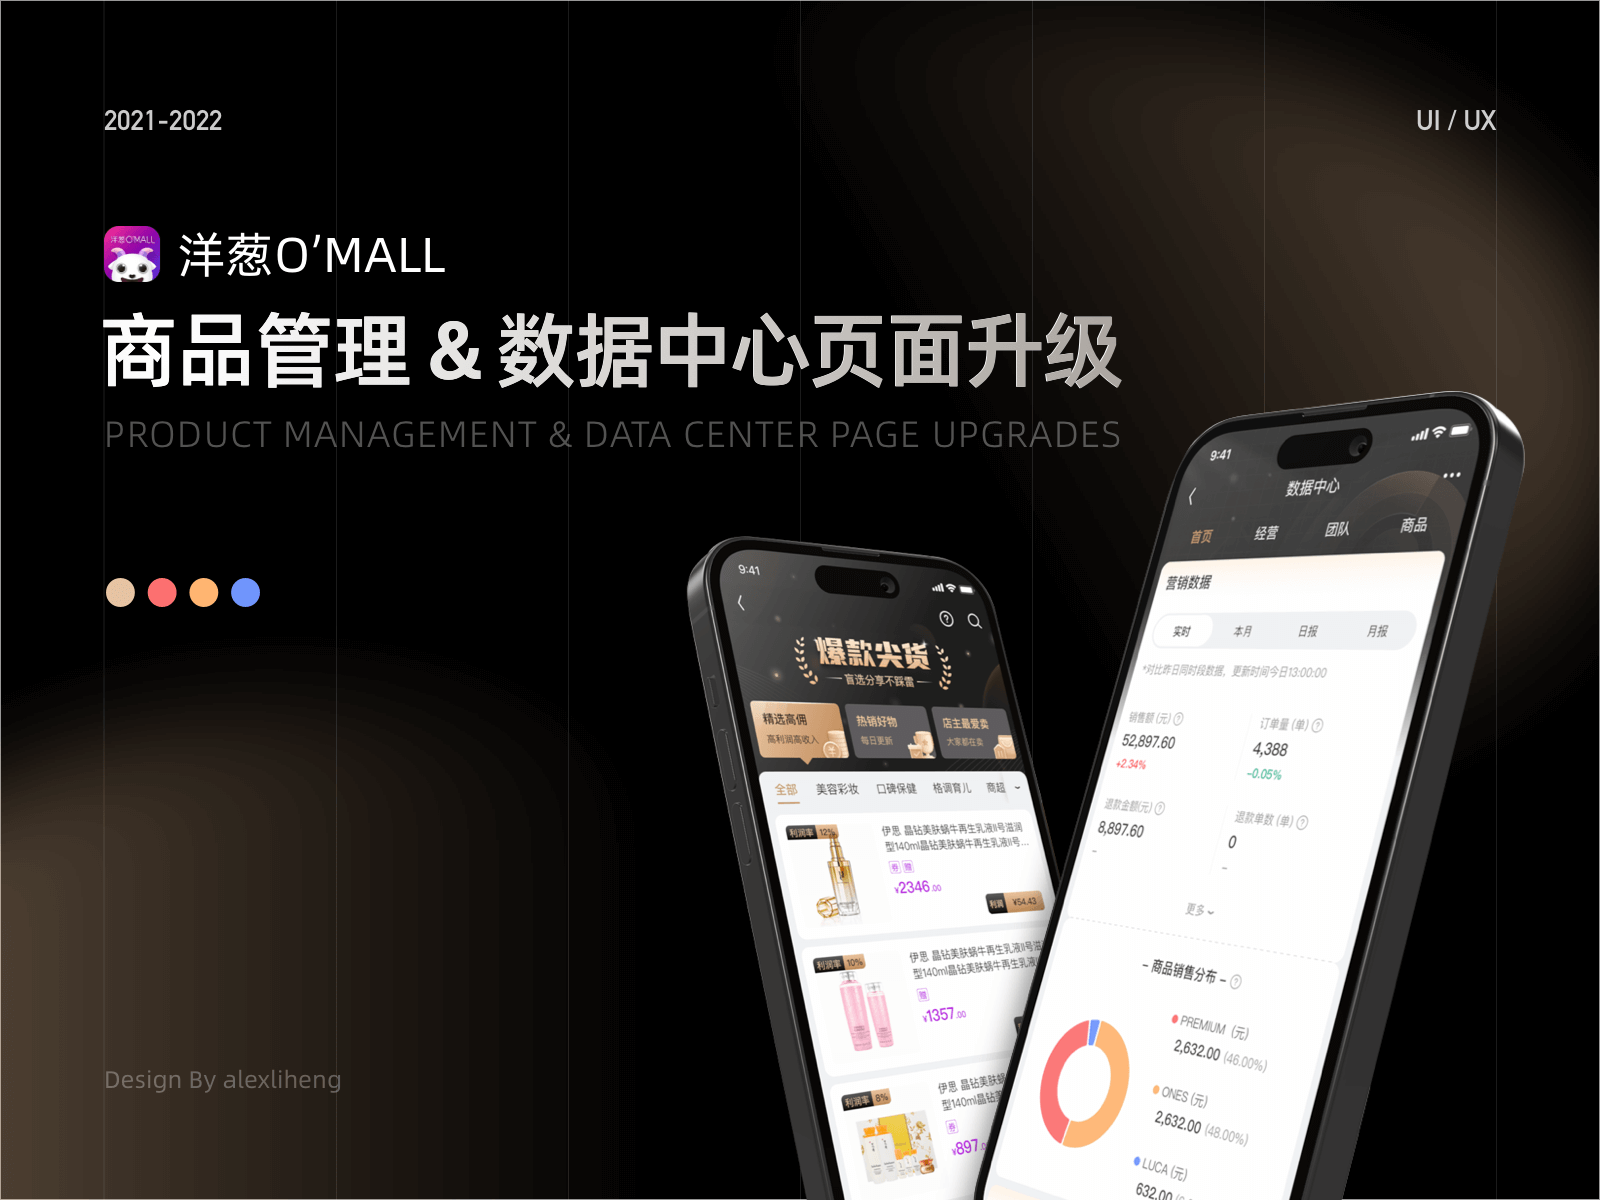 2021-2022
UI / UX
洋葱O'MALL
洋葱O’MALL
商品管理 & 数据中心页面升级
PRODUCT MANAGEMENT & DATA CENTER PAGE UPGRADES
Design By alexliheng
9:41
爆款尖货
盲选分享不踩雷
精选高佣
高利润高收入
热销好物
每日更新
店主最爱卖
大家都在卖
全部 美容彩妆 口碑保健 格调育儿 商超
利润率 12%
伊思 晶钻美肤蜗牛再生乳液II号滋润
型140ml晶钻美肤蜗牛再生乳液II号...
券 赠
¥2346.00
利润 ¥54.43
利润率 10%
伊思 晶钻美肤蜗牛再生乳液II号滋
型140ml晶钻美肤蜗牛再生乳液
赠
¥1357.00
利润率 8%
伊思 晶钻美肤
型140ml晶钻
券
¥897.
9:41
数据中心
首页 经营 团队 商品
营销数据
实时 本月 日报 月报
*对比昨日同时段数据，更新时间今日13:00:00
销售额 (元)
52,897.60
+2.34%
订单量 (单)
4,388
-0.05%
退款金额(元)
8,897.60
–
退款单数 (单)
0
–
更多
– 商品销售分布 –
PREMIUM (元)
2,632.00 (46.00%)
ONES (元)
2,632.00 (48.00%)
LUCA (元)
632.00